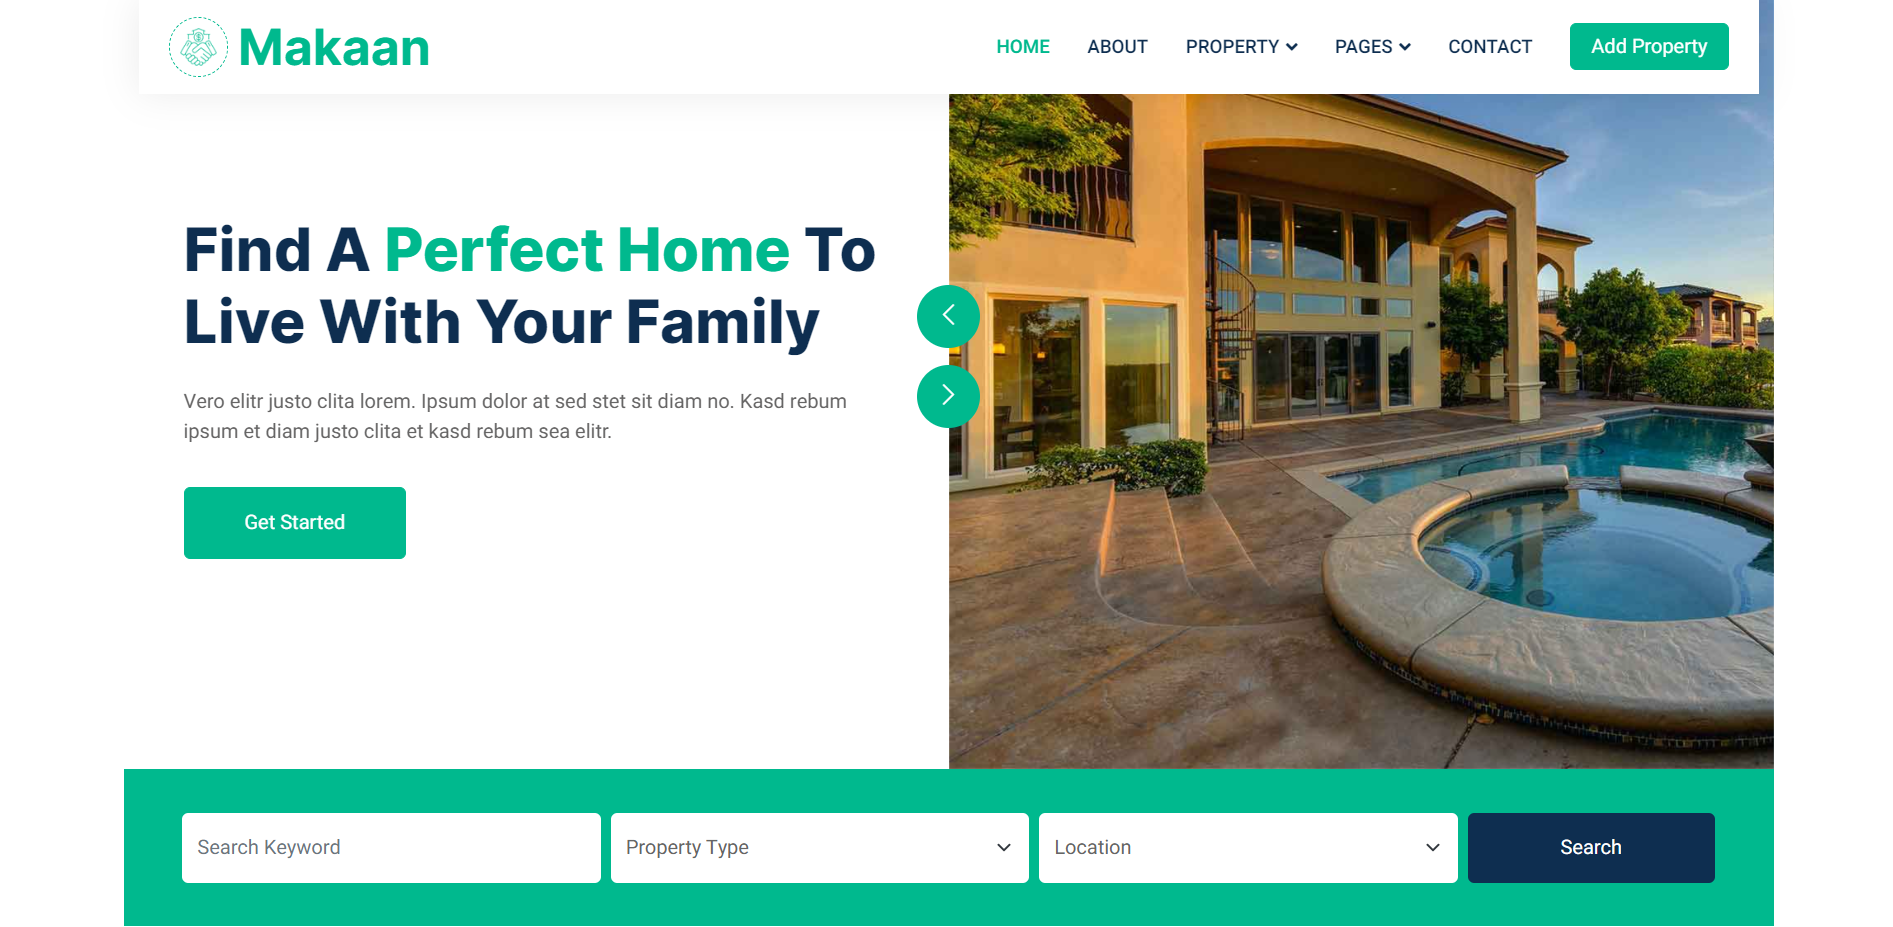 Makaan
HOME ABOUT PROPERTY PAGES CONTACT Add Property
Find A Perfect Home To
Live With Your Family
Vero elitr justo clita lorem. Ipsum dolor at sed stet sit diam no. Kasd rebum
ipsum et diam justo clita et kasd rebum sea elitr.
Get Started
Search Keyword Property Type Location Search